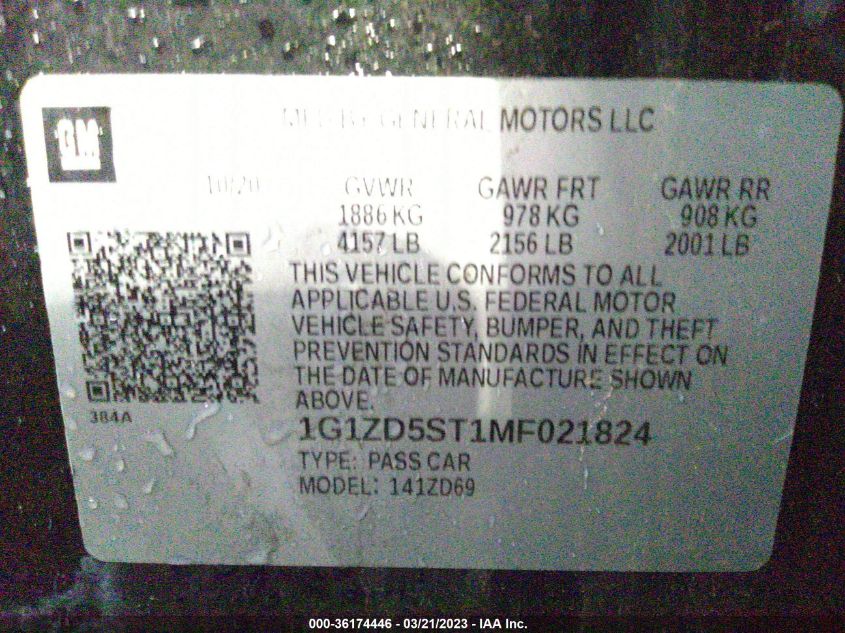 GM
MFD BY GENERAL MOTORS LLC
10/20 GVWR GAWR FRT GAWR RR
1886 KG 978 KG 908 KG
4157 LB 2156 LB 2001 LB
THIS VEHICLE CONFORMS TO ALL
APPLICABLE U.S. FEDERAL MOTOR
VEHICLE SAFETY, BUMPER, AND THEFT
PREVENTION STANDARDS IN EFFECT ON
THE DATE OF MANUFACTURE SHOWN
ABOVE.
384A
1G1ZD5ST1MF021824
TYPE: PASS CAR
MODEL: 141ZD69
000-36174446 - 03/21/2023 - IAA Inc.